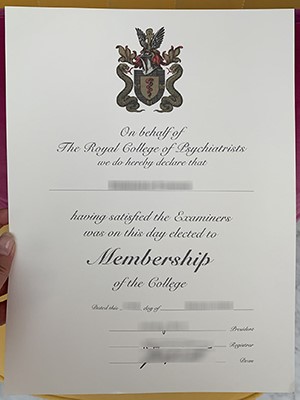 On behalf of
The Royal College of Psychiatrists
we do hereby declare that
having satisfied the Examiners
was on this day elected to
Membership
of the College
Dated this day of
President
Registrar
Dean